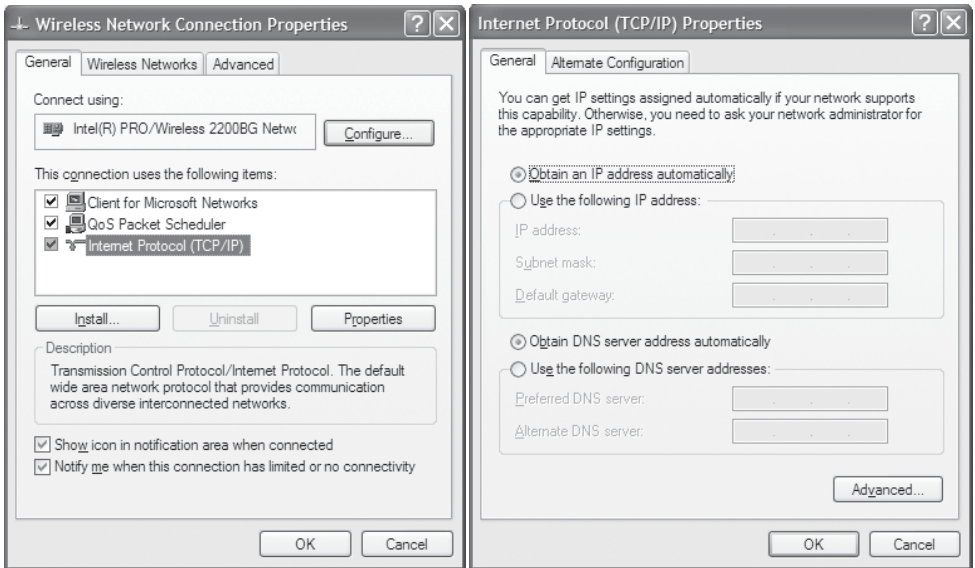 Wireless Network Connection Properties
General
Wireless Networks
Advanced
Connect using:
Intel(R) PRO/Wireless 2200BG Netwo
Configure...
This connection uses the following items:
Client for Microsoft Networks
QoS Packet Scheduler
Internet Protocol (TCP/IP)
Install...
Uninstall
Properties
Description
Transmission Control Protocol/Internet Protocol. The default
wide area network protocol that provides communication
across diverse interconnected networks.
Show icon in notification area when connected
Notify me when this connection has limited or no connectivity
OK
Cancel
Internet Protocol (TCP/IP) Properties
General
Alternate Configuration
You can get IP settings assigned automatically if your network supports
this capability. Otherwise, you need to ask your network administrator for
the appropriate IP settings.
Obtain an IP address automatically
Use the following IP address:
IP address:
Subnet mask:
Default gateway:
Obtain DNS server address automatically
Use the following DNS server addresses:
Preferred DNS server:
Alternate DNS server:
Advanced...
OK
Cancel